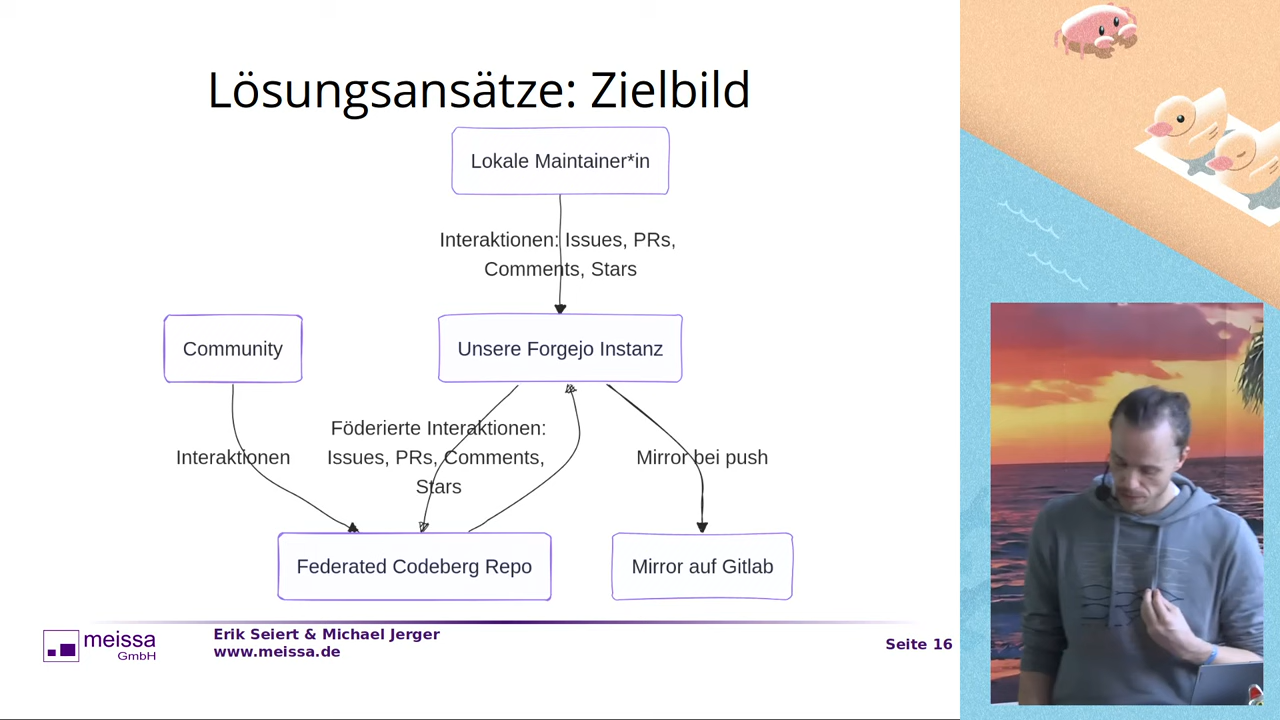 Lösungsansätze: Zielbild
Lokale Maintainer*in
Interaktionen: Issues, PRs,
Comments, Stars
Community
Unsere Forgejo Instanz
Föderierte Interaktionen:
Issues, PRs, Comments,
Stars
Interaktionen
Mirror bei push
Federated Codeberg Repo
Mirror auf Gitlab
meissa
GmbH
Erik Seiert & Michael Jerger
www.meissa.de
Seite 16